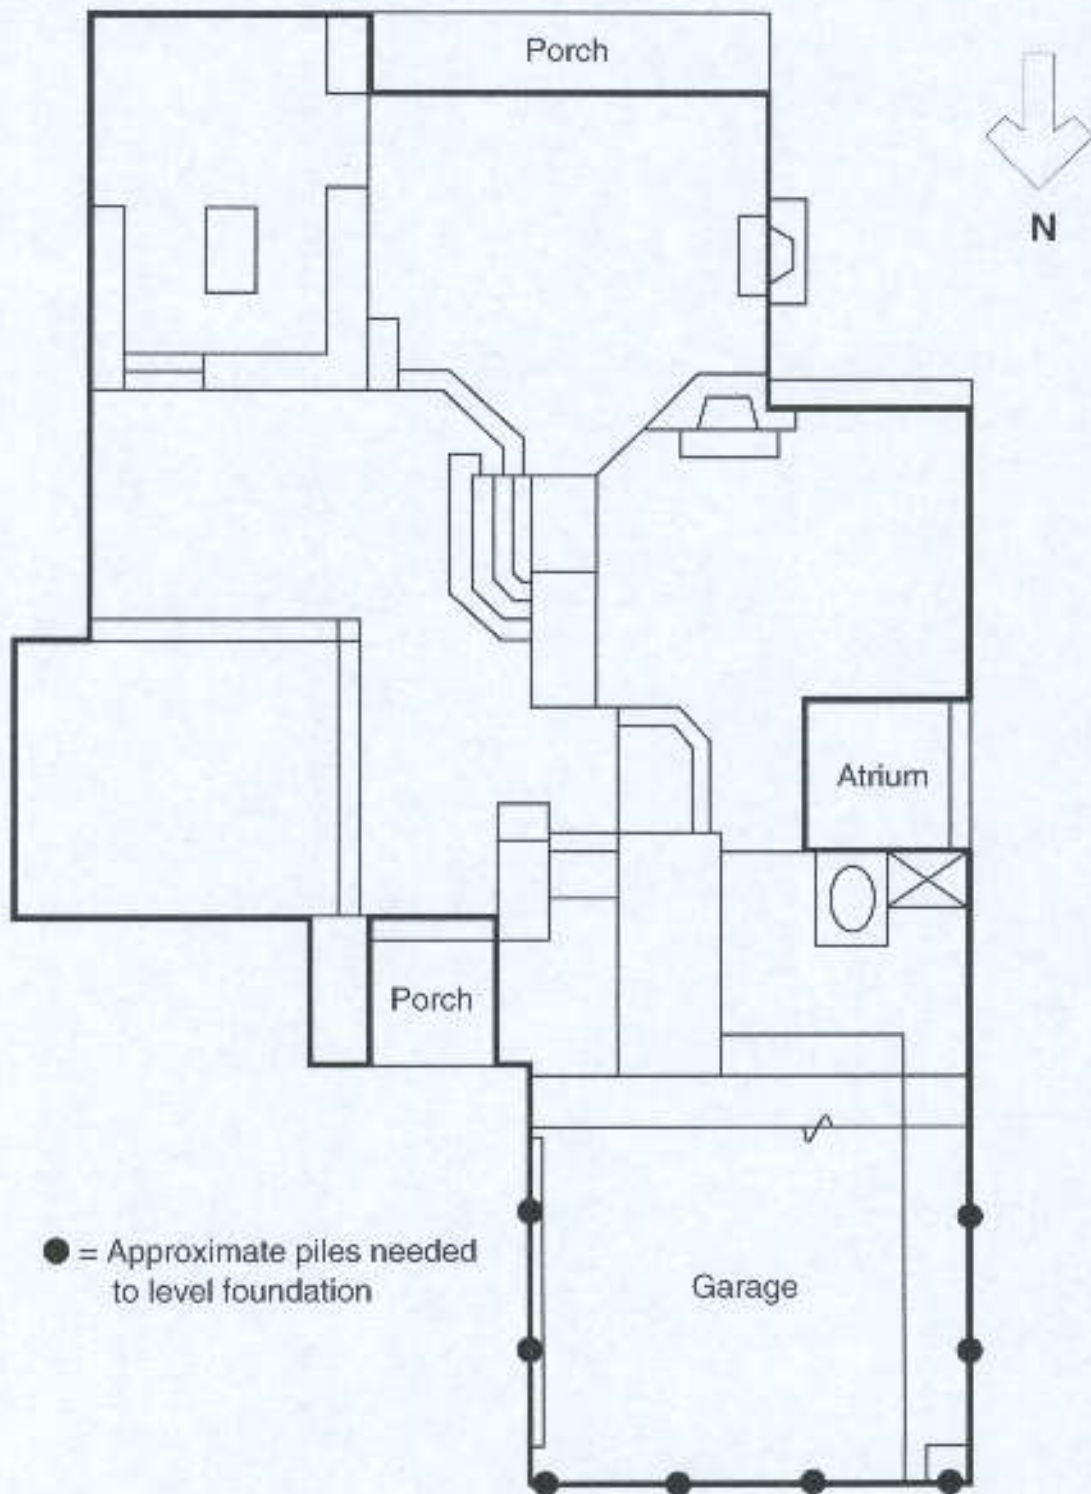 Porch
N
Atrium
Porch
= Approximate piles needed
to level foundation
Garage